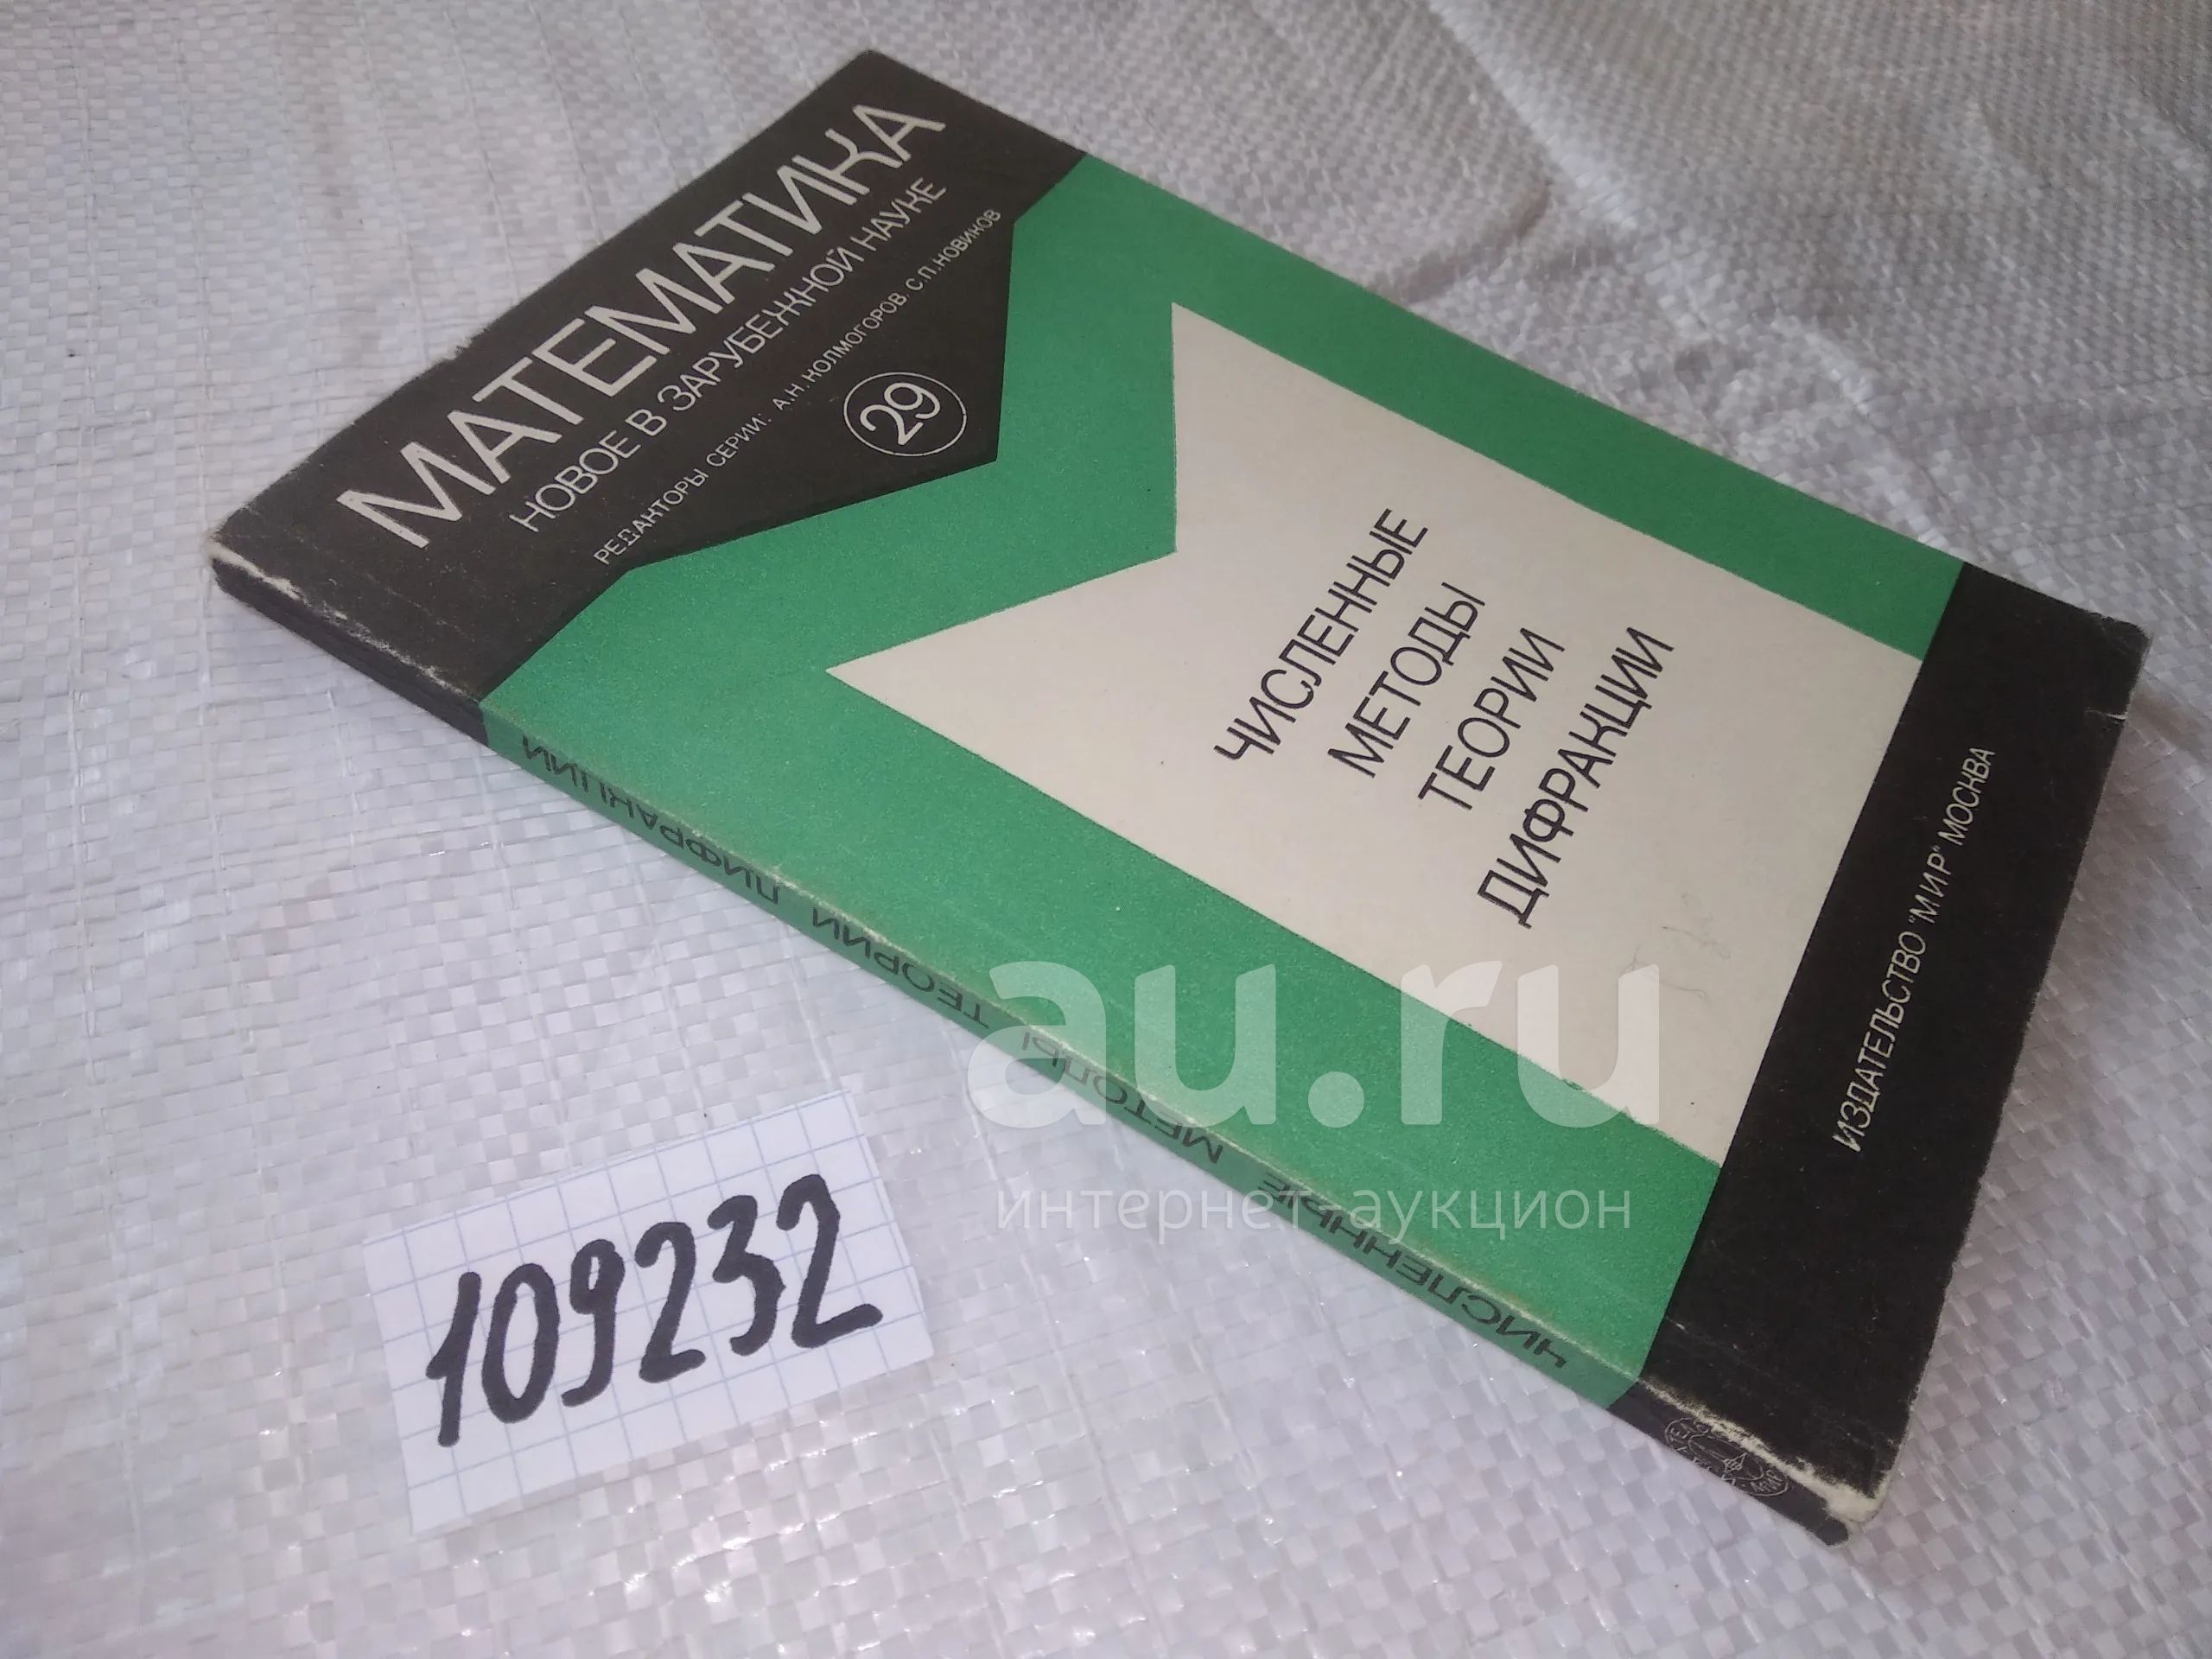 МАТЕМАТИКА
НОВОЕ В ЗАРУБЕЖНОЙ НАУКЕ
РЕДАКТОРЫ СЕРИИ: А.Н.КОЛМОГОРОВ, С.П.НОВИКОВ
29
ЧИСЛЕННЫЕ
МЕТОДЫ
ТЕОРИИ
ДИФРАКЦИИ
ИЗДАТЕЛЬСТВО "МИР" МОСКВА
ЧИСЛЕННЫЕ МЕТОДЫ ТЕОРИИ ДИФРАКЦИИ
109232
au.ru
интернет-аукцион